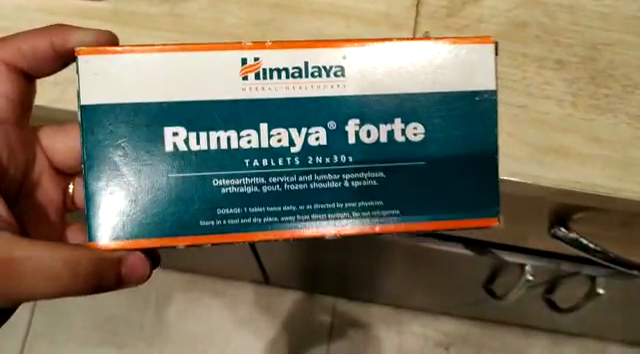 Himalaya
HERBAL HEALTHCARE
Rumalaya® forte
TABLETS 2Nx30s
Osteoarthritis, cervical and lumbar spondylosis,
arthralgia, gout, frozen shoulder & sprains.
DOSAGE: 1 tablet twice daily, or as directed by your physician.
Store in a cool and dry place, away from direct sunlight. Do not refrigerate.